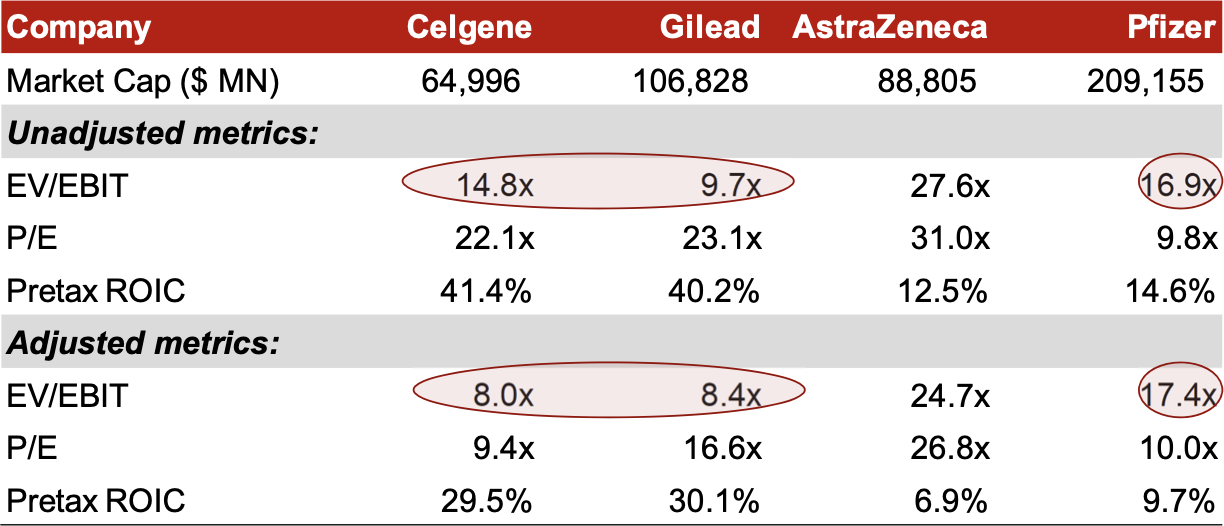 Company Celgene Gilead AstraZeneca Pfizer
Market Cap ($ MN) 64,996 106,828 88,805 209,155
Unadjusted metrics:
EV/EBIT 14.8x 9.7x 27.6x 16.9x
P/E 22.1x 23.1x 31.0x 9.8x
Pretax ROIC 41.4% 40.2% 12.5% 14.6%
Adjusted metrics:
EV/EBIT 8.0x 8.4x 24.7x 17.4x
P/E 9.4x 16.6x 26.8x 10.0x
Pretax ROIC 29.5% 30.1% 6.9% 9.7%